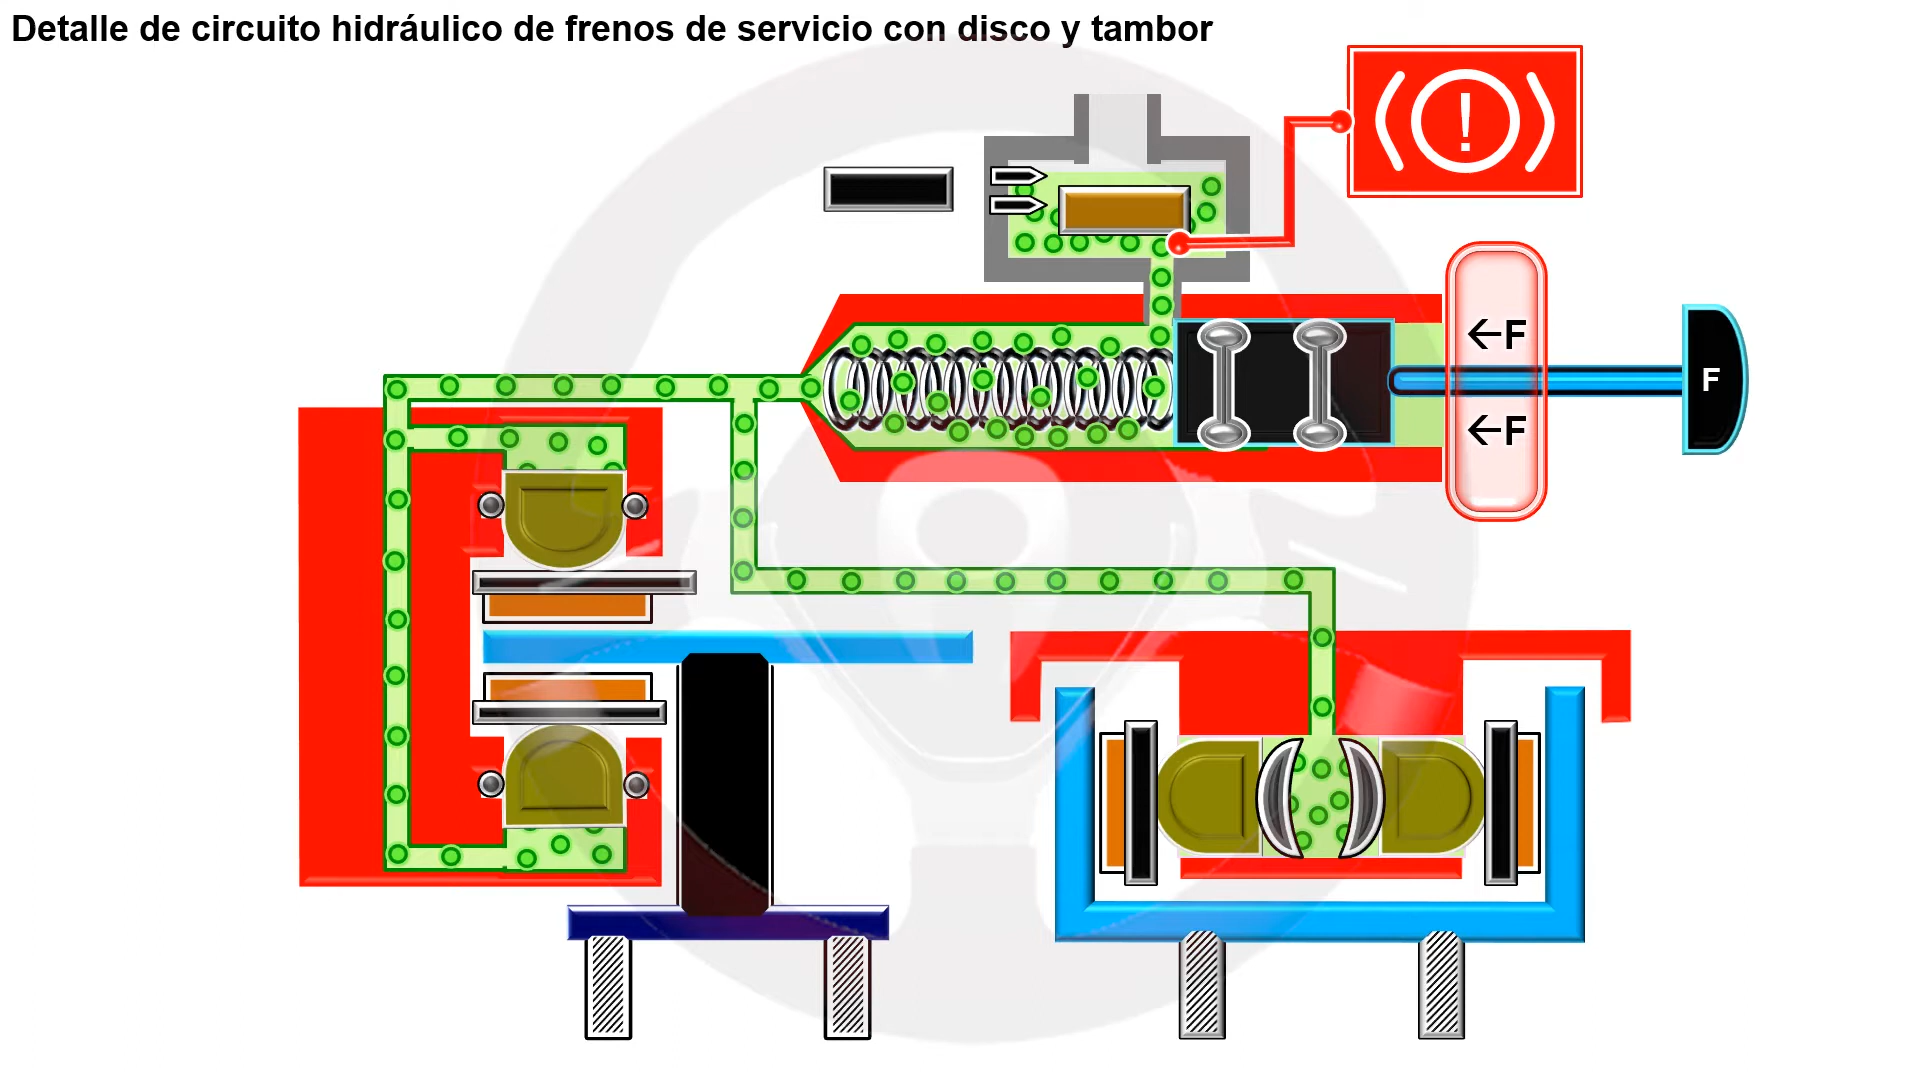 Detalle de circuito hidráulico de frenos de servicio con disco y tambor
!
←F
F
←F